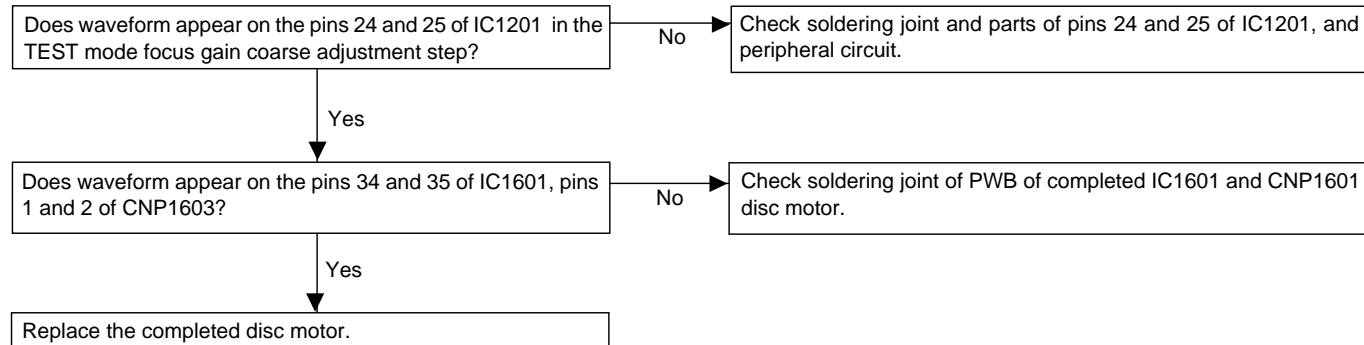 Does waveform appear on the pins 24 and 25 of IC1201 in the
TEST mode focus gain coarse adjustment step?
No
Check soldering joint and parts of pins 24 and 25 of IC1201, and
peripheral circuit.
Yes
Does waveform appear on the pins 34 and 35 of IC1601, pins
1 and 2 of CNP1603?
No
Check soldering joint of PWB of completed IC1601 and CNP1601
disc motor.
Yes
Replace the completed disc motor.